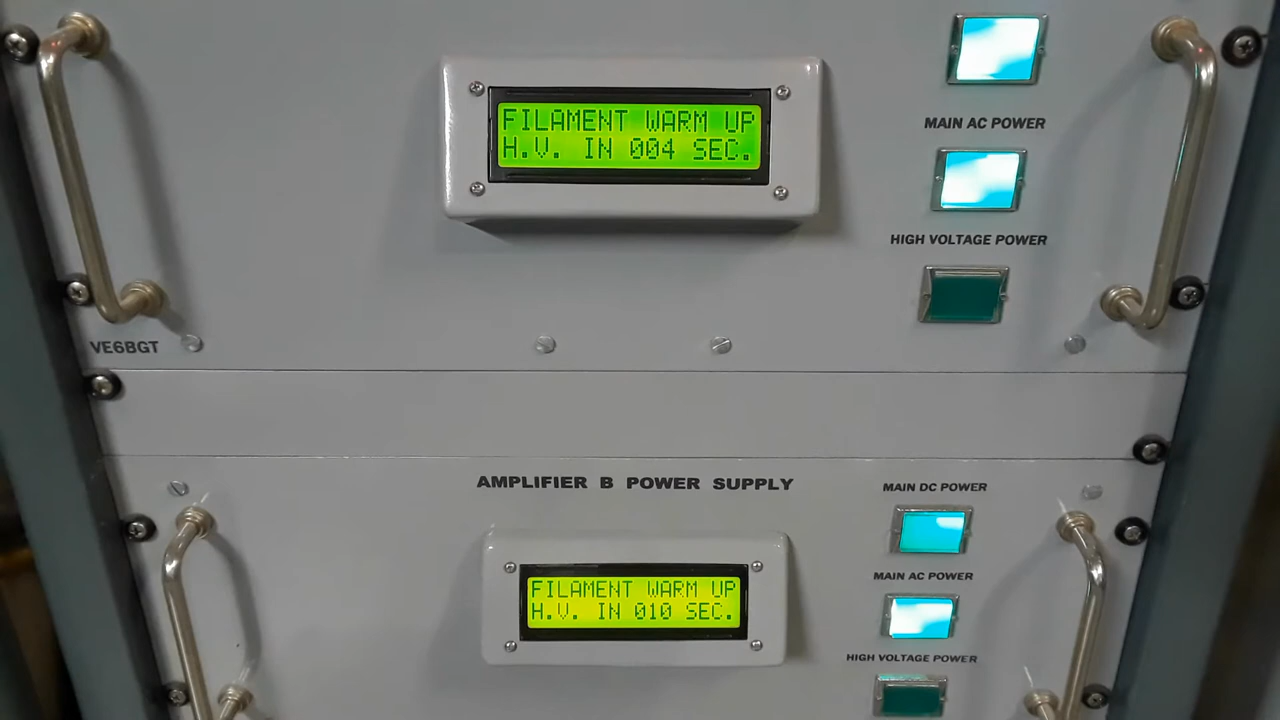 FILAMENT WARM UP
H.V. IN 004 SEC.
MAIN AC POWER
HIGH VOLTAGE POWER
VE6BGT
AMPLIFIER B POWER SUPPLY
MAIN DC POWER
FILAMENT WARM UP
H.V. IN 010 SEC.
MAIN AC POWER
HIGH VOLTAGE POWER